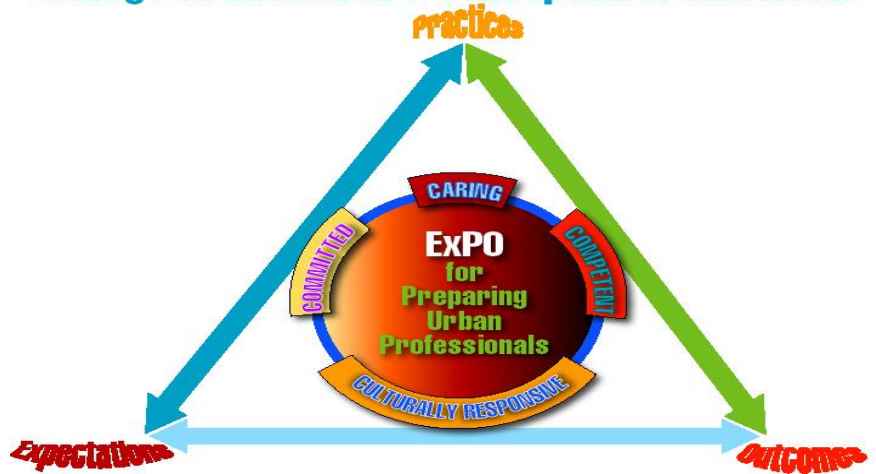 Practices
CARING
COMMITTED
COMPETENT
ExPO
for
Preparing
Urban
Professionals
CULTURALLY RESPONSIVE
Expectations
Outcomes